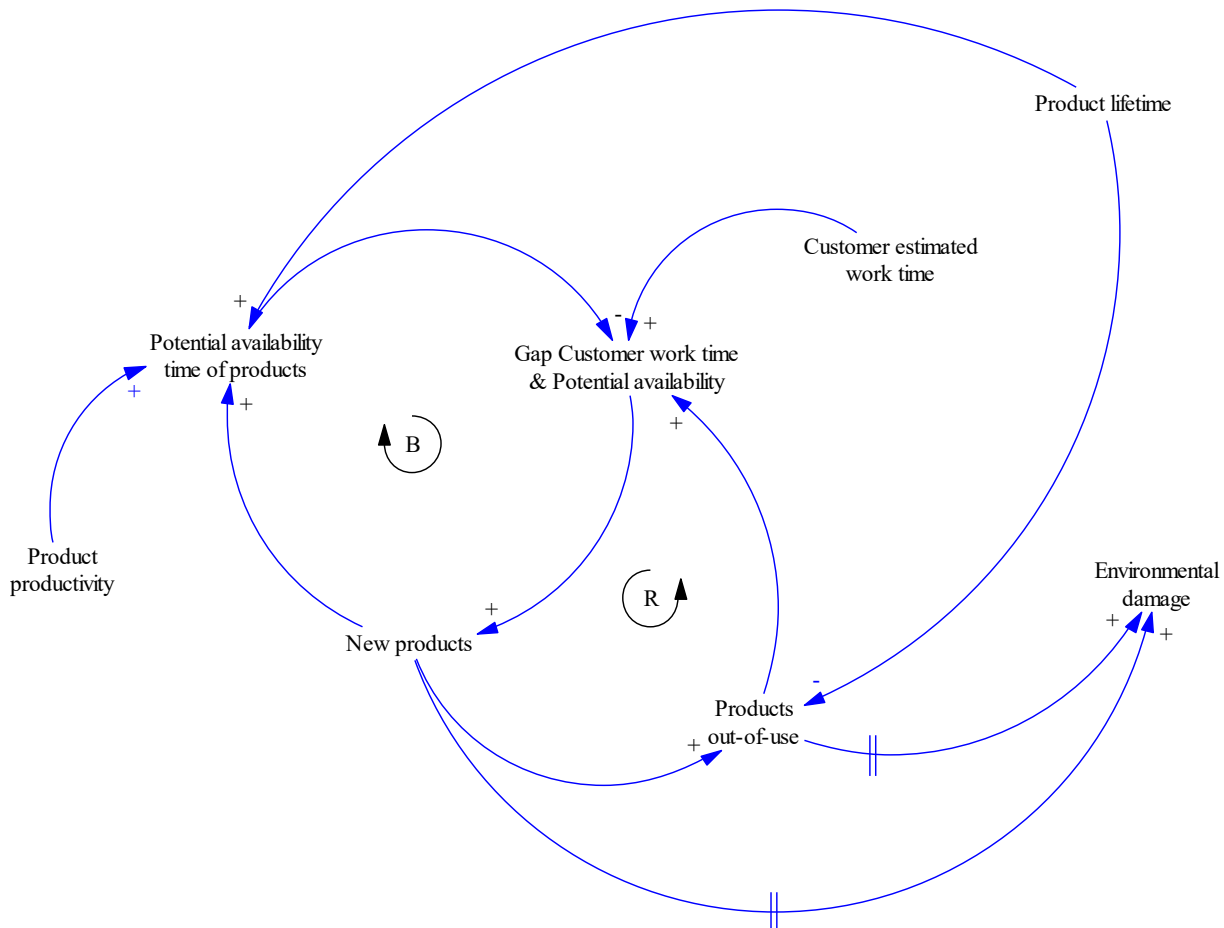 Product lifetime
Customer estimated
work time
+
-
+
Potential availability
time of products
Gap Customer work time
& Potential availability
+
+
+
B
Product
productivity
R
Environmental
damage
+
+
+
New products
-
Products
out-of-use
+